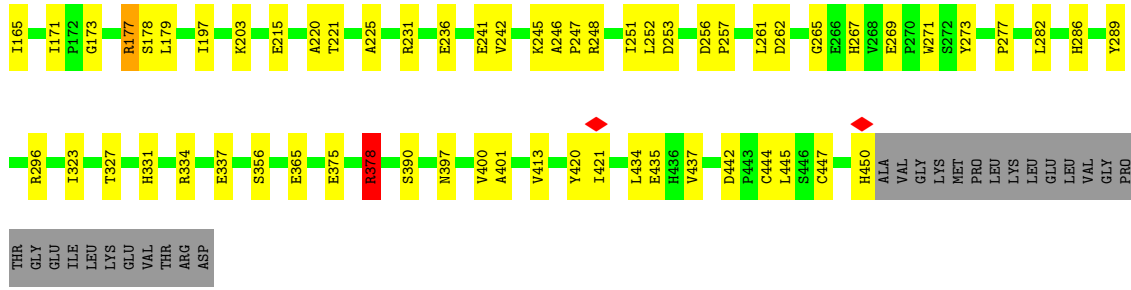 I165 I171 P172 G173 R177 S178 L179 I197 K203 E215 A220 T221 A225 R231 E236 E241 V242 K245 A246 P247 R248 I251 L252 D253 D256 P257 L261 D262 G265 E266 H267 V268 E269 P270 W271 S272 Y273 P277 L282 H286 Y289
R296 I323 T327 H331 R334 E337 S356 E365 E375 R378 S390 N397 V400 A401 V413 Y420 I421 L434 E435 H436 V437 D442 P443 C444 L445 S446 C447 H450 ALA VAL GLY LYS MET PRO LEU LYS LEU GLU LEU VAL GLY PRO
THR GLY GLU ILE LEU LYS GLU VAL THR ARG ASP